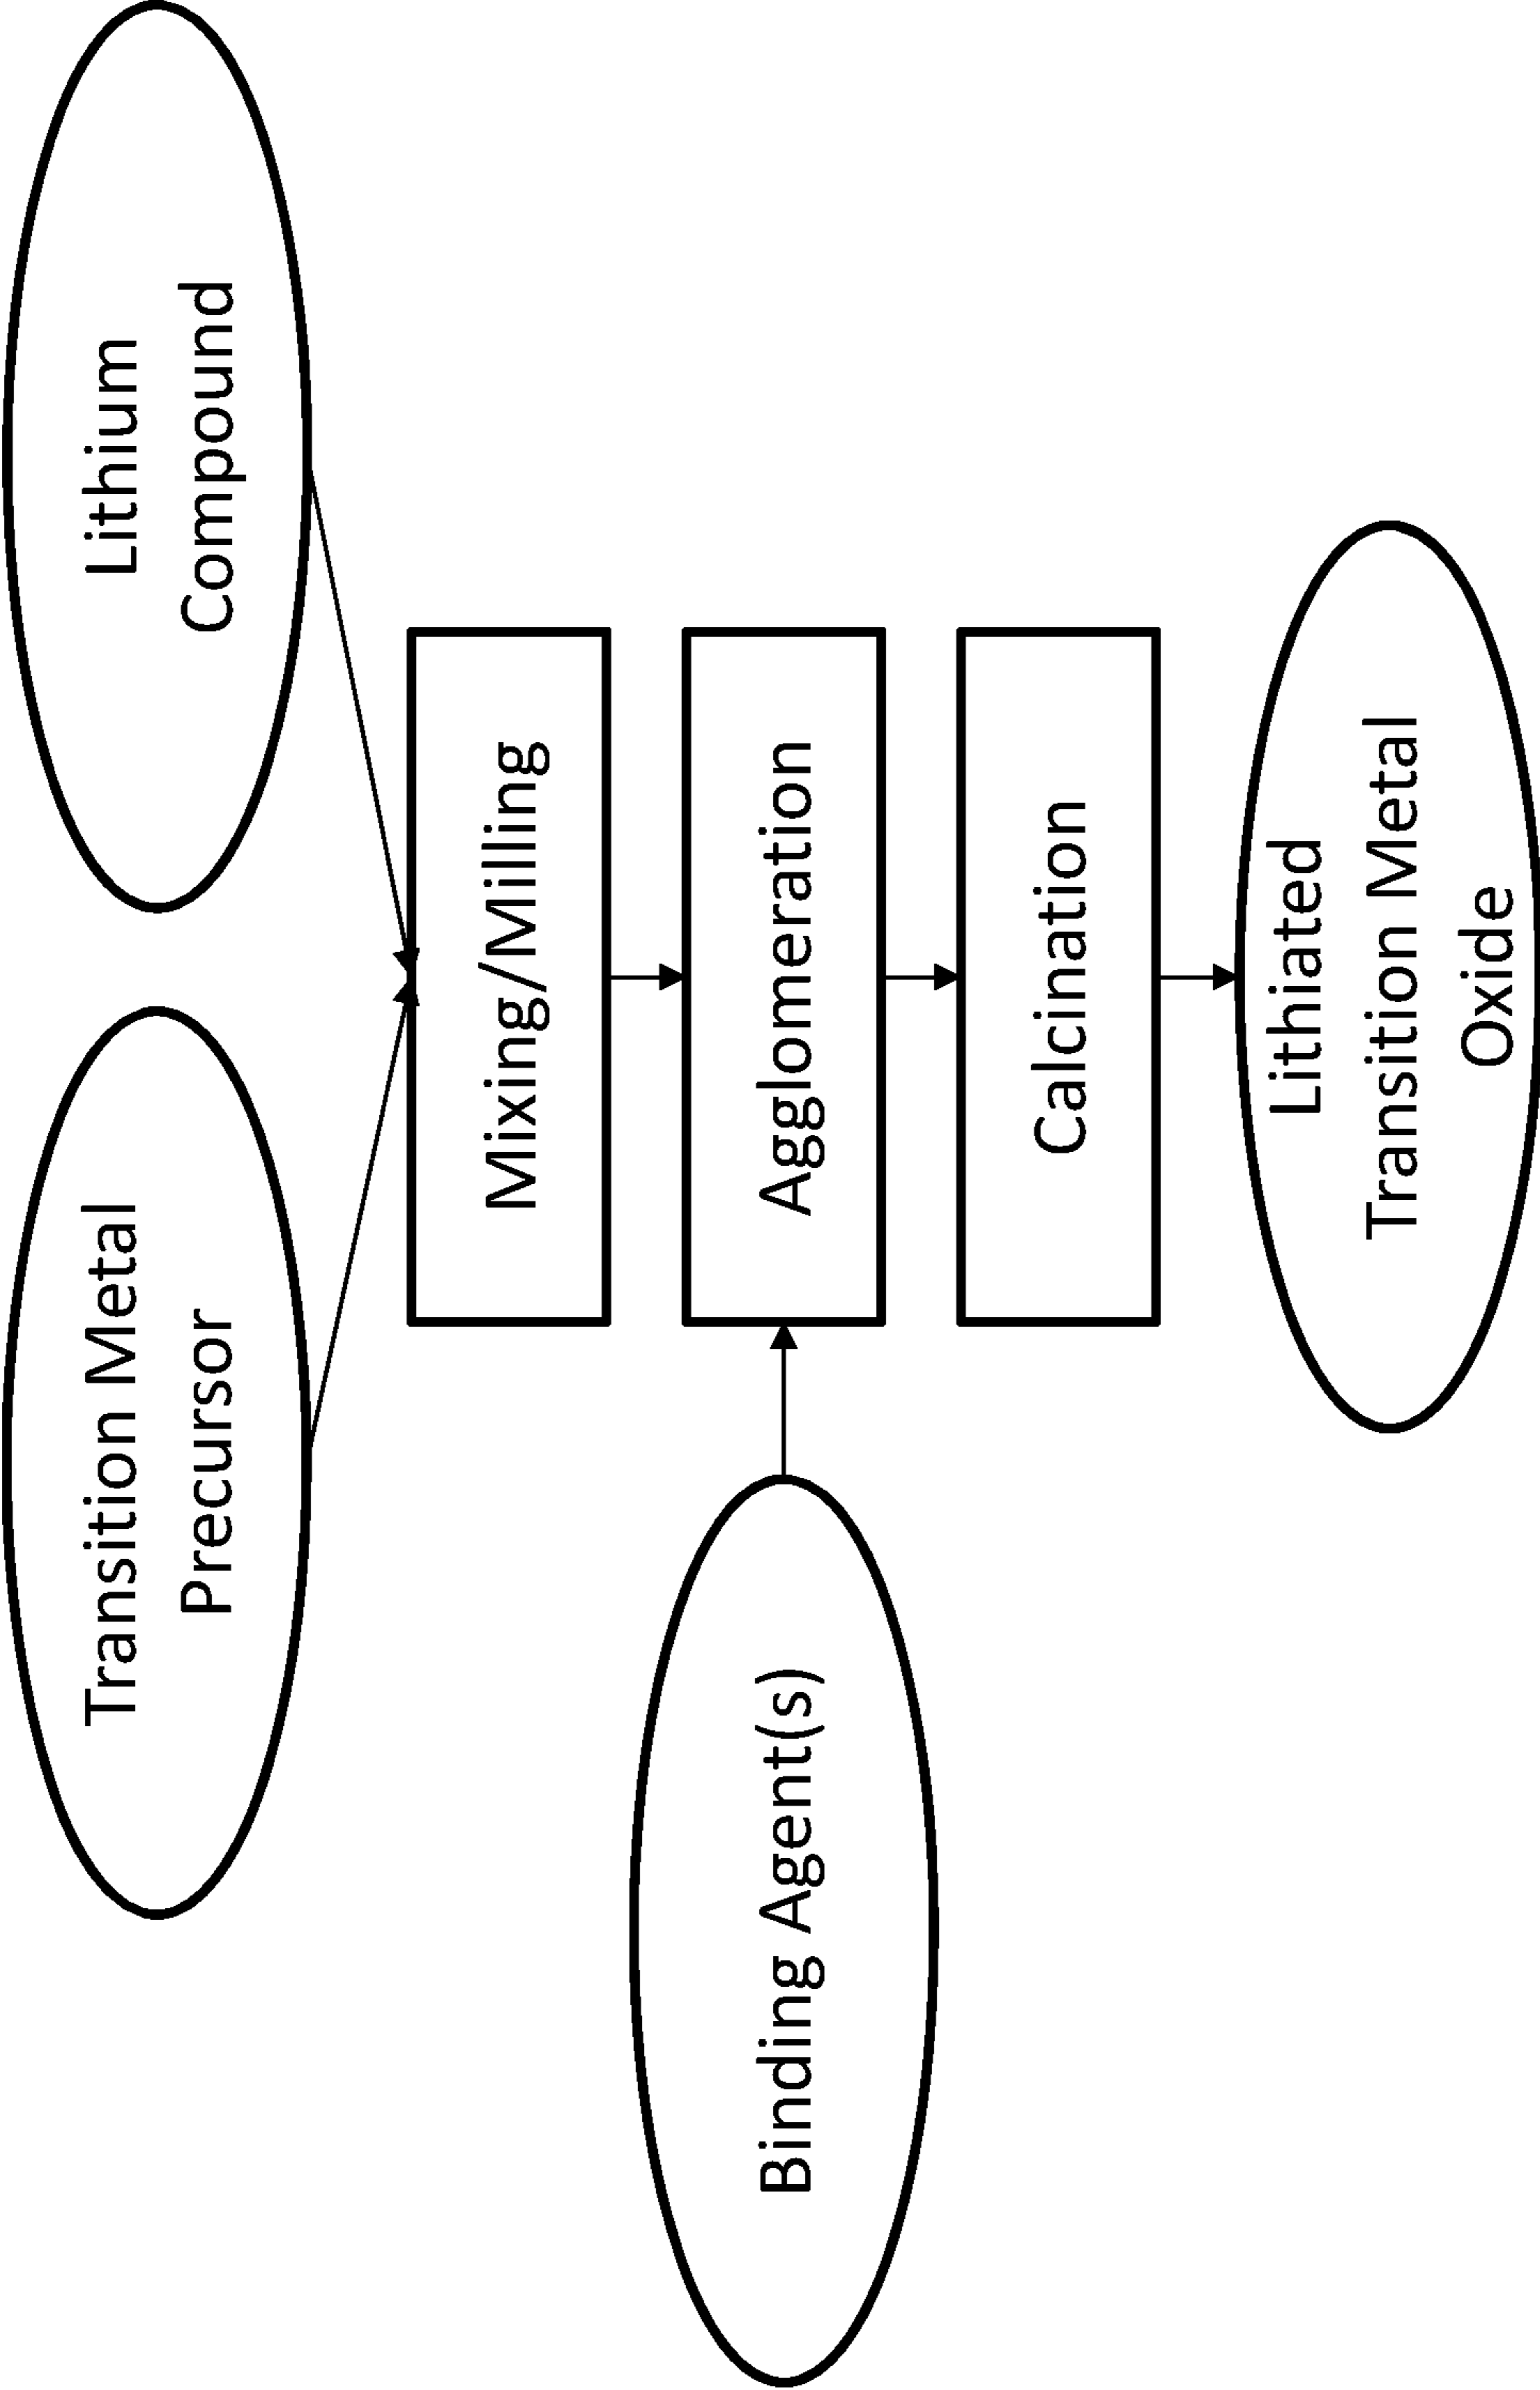 Transition Metal
Precursor
Lithium
Compound
Mixing/Milling
Binding Agent(s)
Agglomeration
Calcination
Lithiated
Transition Metal
Oxide